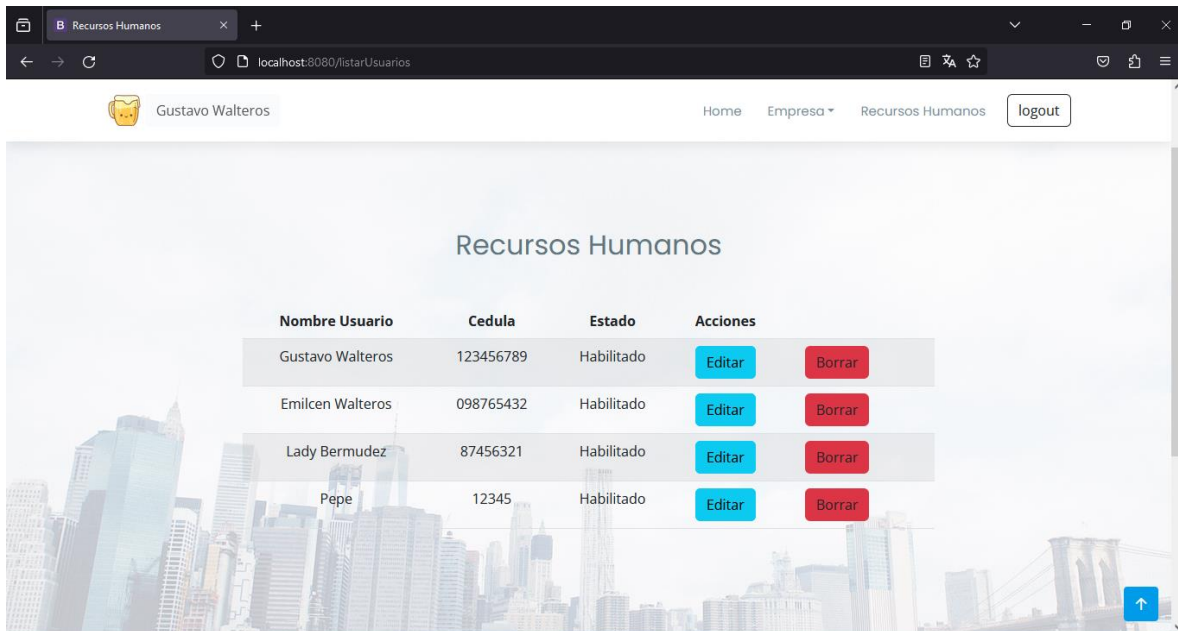 B Recursos Humanos
localhost:8080/listarUsuarios
Gustavo Walteros Home Empresa Recursos Humanos logout
Recursos Humanos
Nombre Usuario Cedula Estado Acciones
Gustavo Walteros 123456789 Habilitado Editar Borrar
Emilcen Walteros 098765432 Habilitado Editar Borrar
Lady Bermudez 87456321 Habilitado Editar Borrar
Pepe 12345 Habilitado Editar Borrar